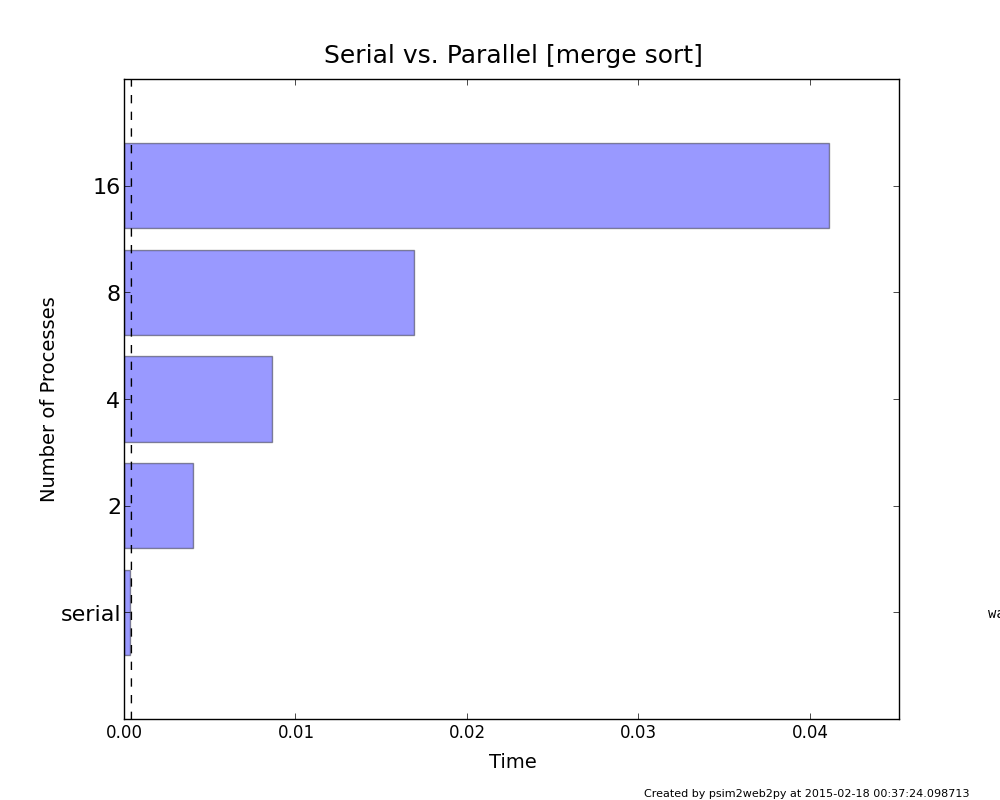 Serial vs. Parallel [merge sort]
16
8
4
2
serial
Number of Processes
0.00 0.01 0.02 0.03 0.04
Time
Created by psim2web2py at 2015-02-18 00:37:24.098713